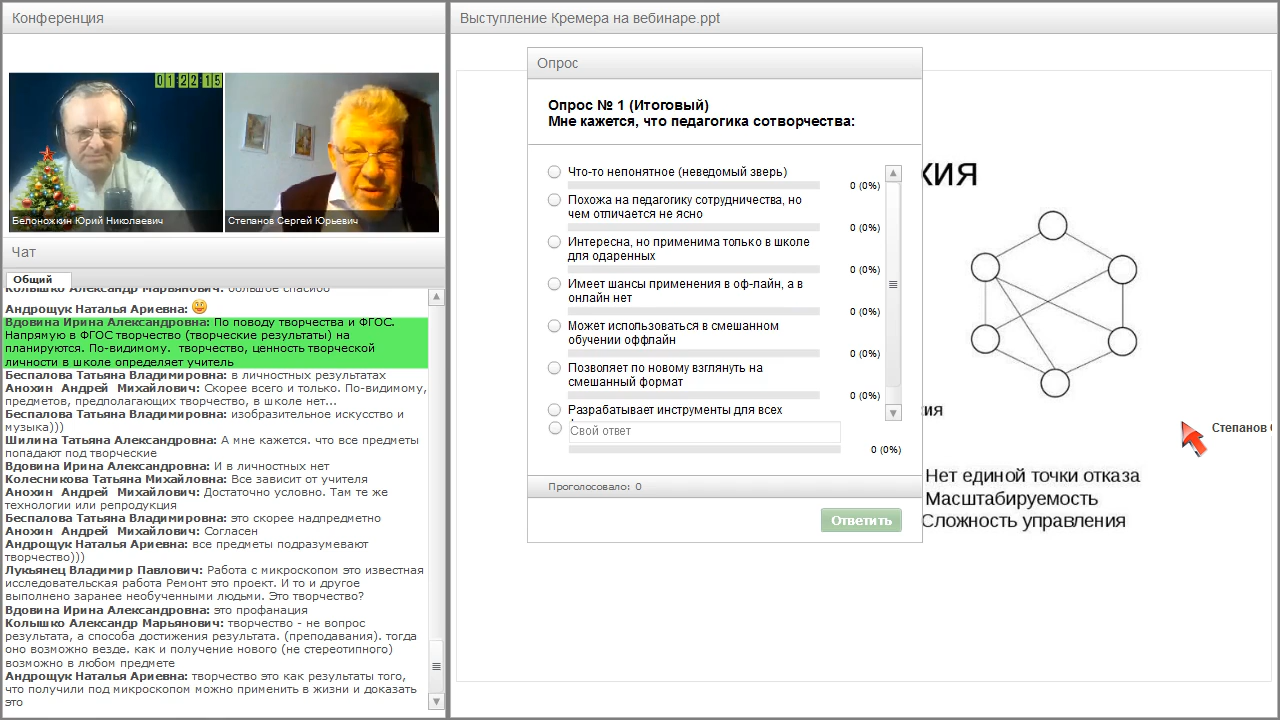 Конференция
01:22:15
Белоножкин Юрий Николаевич
Степанов Сергей Юрьевич
Чат
Общий
Колышко Александр Марьянович: большое спасибо
Андрощук Наталья Ариевна:
Вдовина Ирина Александровна: По поводу творчества и ФГОС.
Напрямую в ФГОС творчество (творческие результаты) на
планируются. По-видимому.  творчество, ценность творческой
личности в школе определяет учитель
Беспалова Татьяна Владимировна: в личностных результатах
Анохин  Андрей  Михайлович: Скорее всего и только. По-видимому,
предметов, предполагающих творчество, в школе нет...
Беспалова Татьяна Владимировна: изобразительное искусство и
музыка)))
Шилина Татьяна Александровна: А мне кажется. что все предметы
попадают под творческие
Вдовина Ирина Александровна: И в личностных нет
Колесникова Татьяна Михаловна: Все зависит от учителя
Анохин  Андрей  Михайлович: Достаточно условно. Там те же
технологии или репродукция
Беспалова Татьяна Владимировна: это скорее надпредметно
Анохин  Андрей  Михайлович: Согласен
Андрощук Наталья Ариевна: все предметы подразумевают
творчество)))
Лукьянец Владимир Павлович: Работа с микроскопом это известная
исследовательская работа Ремонт это проект. И то и другое
выполнено заранее необученными людьми. Это творчество?
Вдовина Ирина Александровна: это профанация
Колышко Александр Марьянович: творчество - не вопрос
результата, а способа достижения результата. (преподавания). тогда
оно возможно везде. как и получение нового (не стереотипного)
возможно в любом предмете
Андрощук Наталья Ариевна: творчество это как результаты того,
что получили под микроскопом можно применить в жизни и доказать
это
Выступление Кремера на вебинаре.ppt
Опрос
Опрос № 1 (Итоговый)
Мне кажется, что педагогика сотворчества:
Что-то непонятное (неведомый зверь)
0 (0%)
Похожа на педагогику сотрудничества, но
чем отличается не ясно
0 (0%)
Интересна, но применима только в школе
для одаренных
0 (0%)
Имеет шансы применения в оф-лайн, а в
онлайн нет
0 (0%)
Может использоваться в смешанном
обучении оффлайн
0 (0%)
Позволяет по новому взглянуть на
смешанный формат
0 (0%)
Разрабатывает инструменты для всех
Свой ответ
0 (0%)
Проголосовало: 0
Ответить
кия
сия
Степанов
Нет единой точки отказа
Масштабируемость
Сложность управления